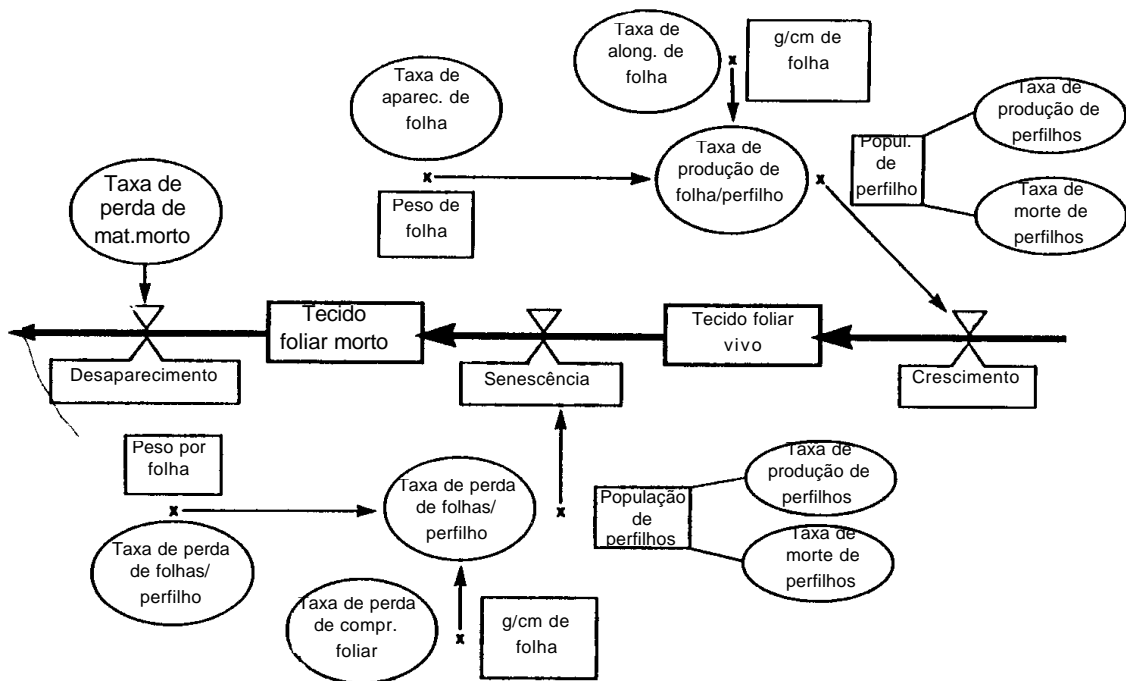 Taxa de
along. de
folha
g/cm de
folha
Taxa de
aparec. de
folha
Taxa de
produção de
perfilhos
Taxa de
produção de
folha/perfilho
Popul.
de
perfilho
Taxa de
perda de
mat.morto
Peso de
folha
Taxa de
morte de
perfilhos
Tecido
foliar morto
Tecido foliar
vivo
Desaparecimento
Senescência
Crescimento
Peso por
folha
Taxa de
produção de
perfilhos
Taxa de perda
de folhas/
perfilho
População
de
perfilhos
Taxa de perda
de folhas/
perfilho
Taxa de
morte de
perfilhos
Taxa de perda
de compr.
foliar
g/cm de
folha
x
x
x
x
x
x